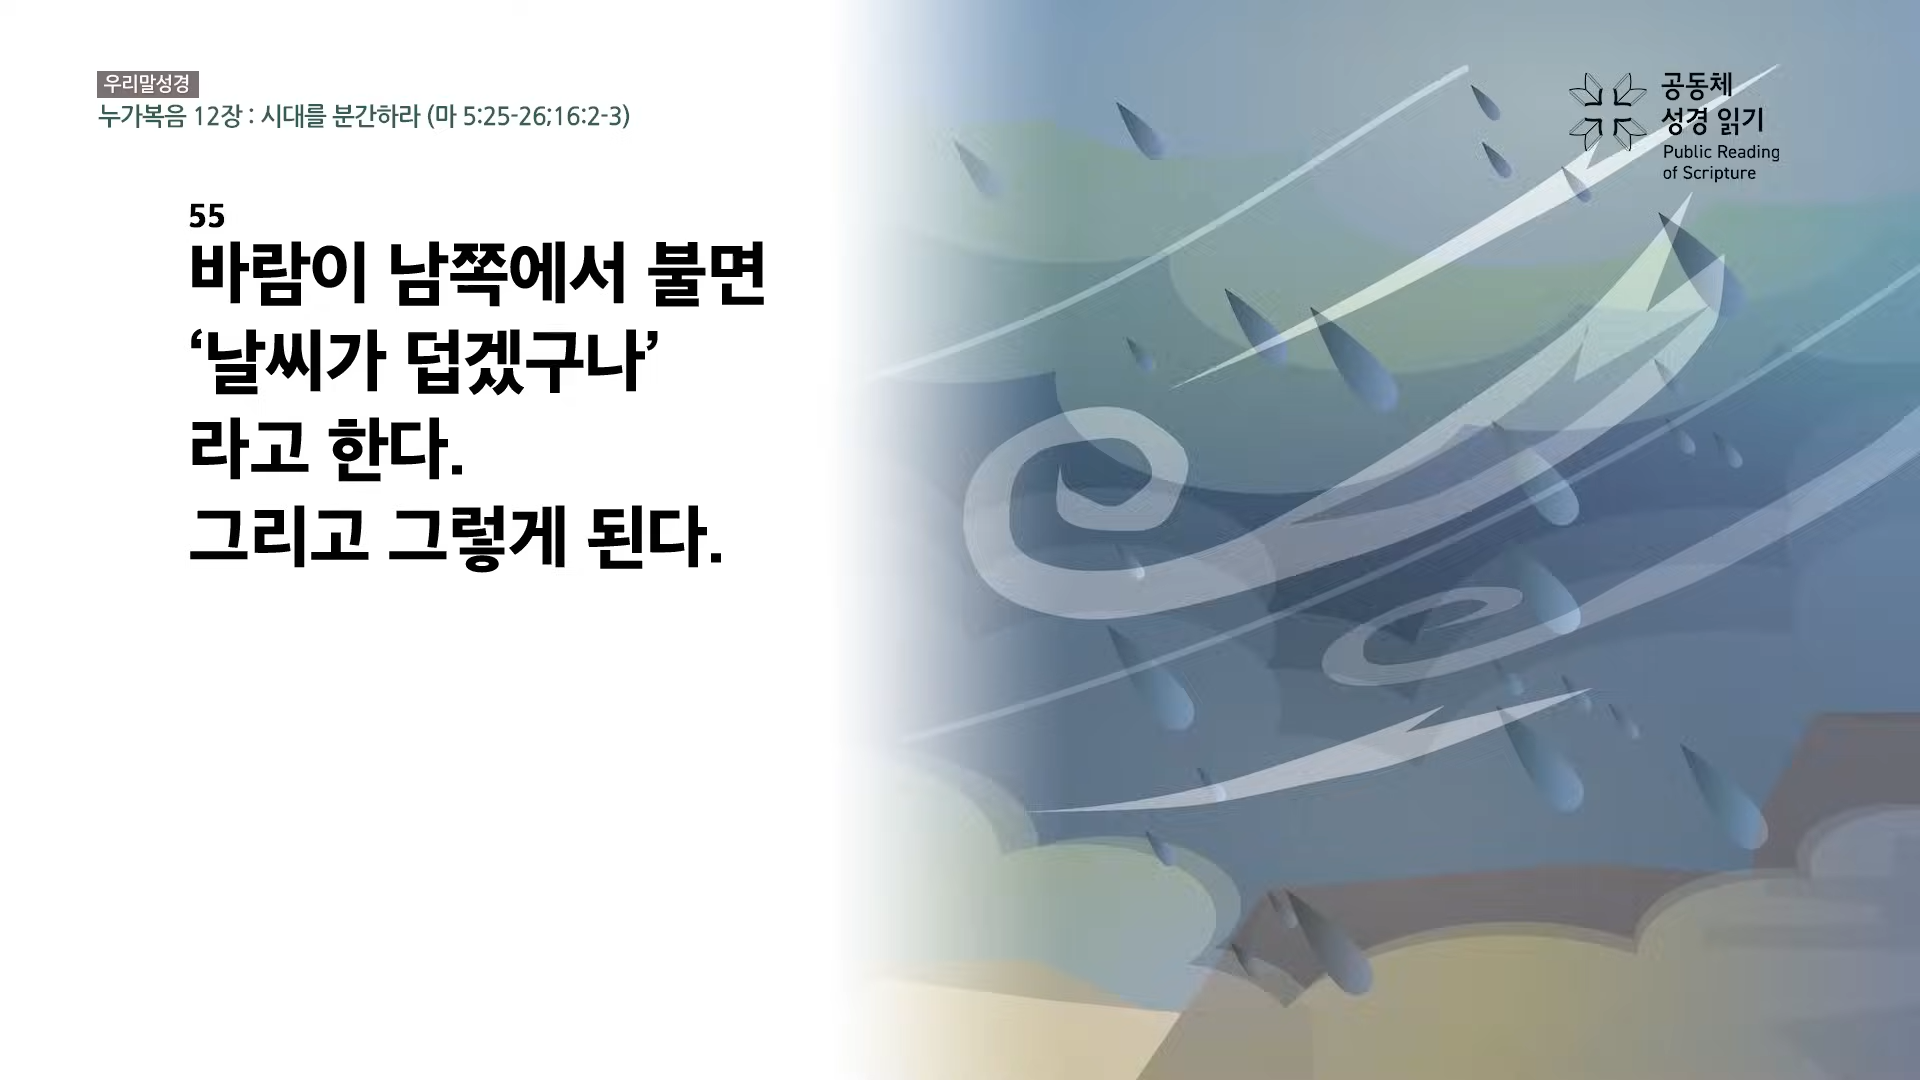 우리말성경
누가복음 12장 : 시대를 분간하라 (마 5:25-26;16:2-3)
공동체
성경 읽기
Public Reading
of Scripture
55
바람이 남쪽에서 불면
‘날씨가 덥겠구나’
라고 한다.
그리고 그렇게 된다.